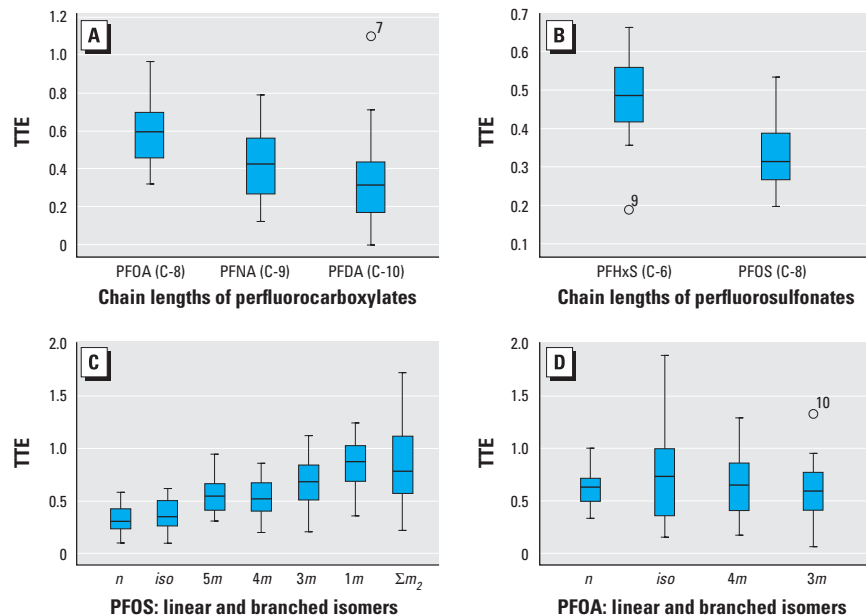 A
TTE
1.2
1.0
0.8
0.6
0.4
0.2
0
7
PFOA (C-8) PFNA (C-9) PFDA (C-10)
Chain lengths of perfluorocarboxylates
B
TTE
0.7
0.6
0.5
0.4
0.3
0.2
0.1
9
PFHxS (C-6) PFOS (C-8)
Chain lengths of perfluorosulfonates
C
TTE
2.0
1.5
1.0
0.5
0
n iso 5m 4m 3m 1m Σm₂
PFOS: linear and branched isomers
D
TTE
2.0
1.5
1.0
0.5
0
10
n iso 4m 3m
PFOA: linear and branched isomers